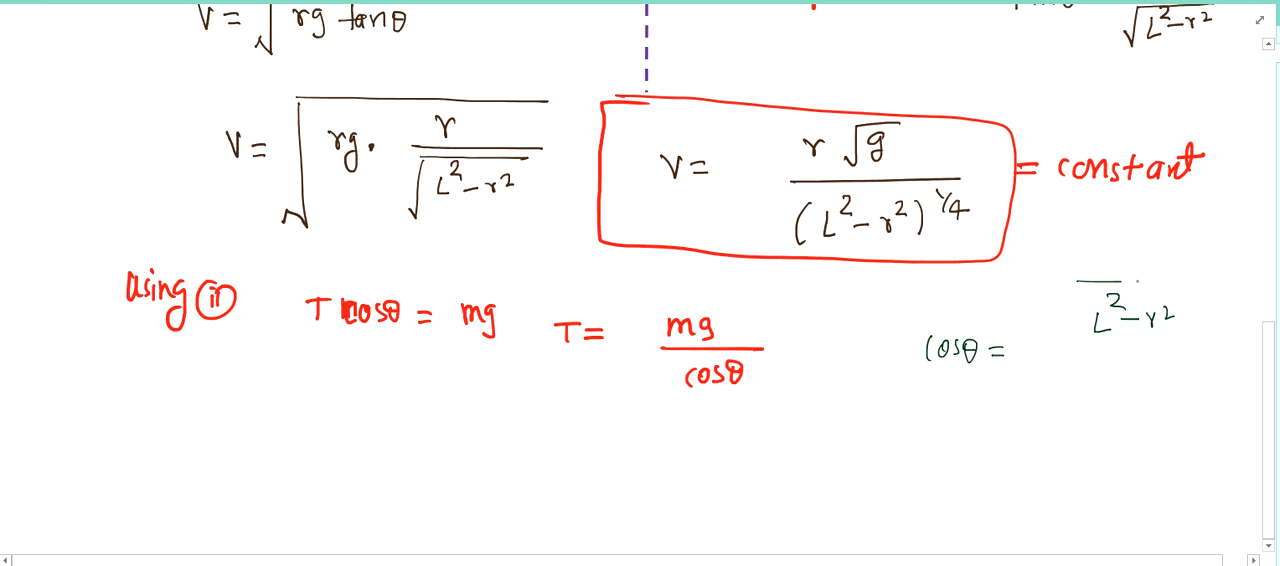 V = √ rg tanθ
√L²-r²
V = √ rg. r / √L²-r²
V = r √g / (L²-r²)^1/4 = constant
using (ii) T cosθ = mg T = mg / cosθ
cosθ = L²-r²